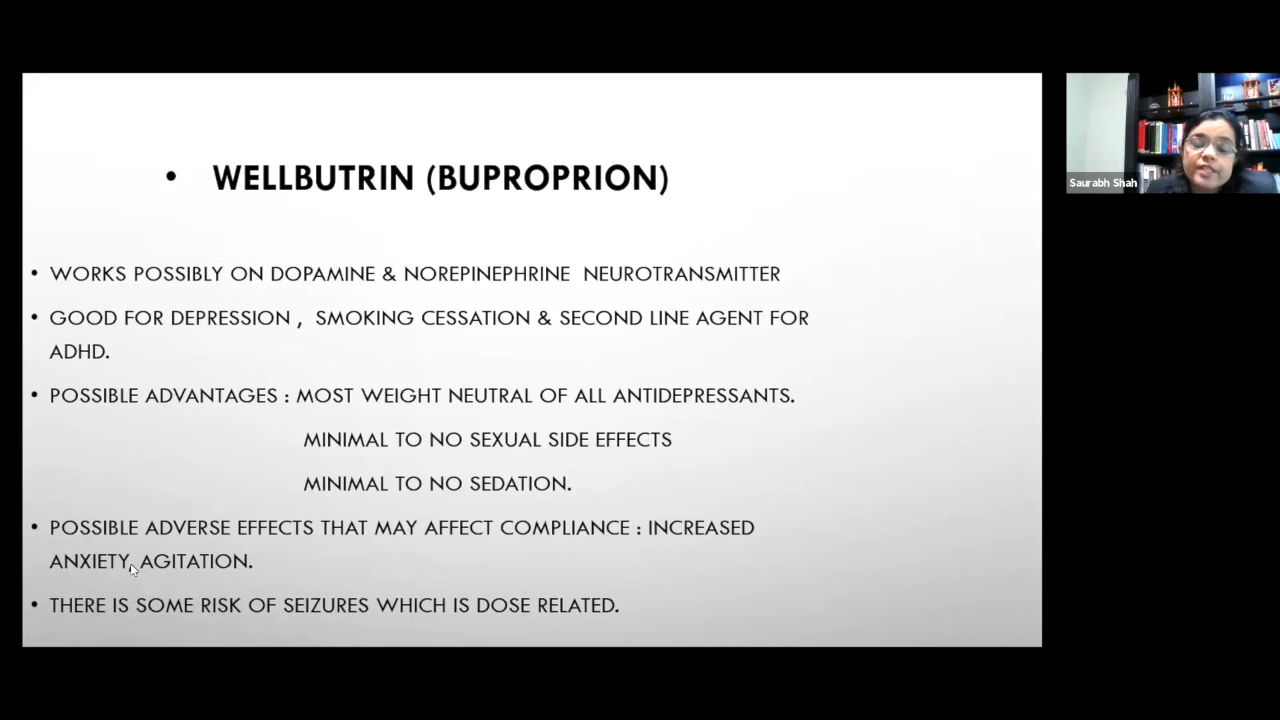 • WELLBUTRIN (BUPROPRION)
• WORKS POSSIBLY ON DOPAMINE & NOREPINEPHRINE NEUROTRANSMITTER
• GOOD FOR DEPRESSION , SMOKING CESSATION & SECOND LINE AGENT FOR
ADHD.
• POSSIBLE ADVANTAGES : MOST WEIGHT NEUTRAL OF ALL ANTIDEPRESSANTS.
MINIMAL TO NO SEXUAL SIDE EFFECTS
MINIMAL TO NO SEDATION.
• POSSIBLE ADVERSE EFFECTS THAT MAY AFFECT COMPLIANCE : INCREASED
ANXIETY, AGITATION.
• THERE IS SOME RISK OF SEIZURES WHICH IS DOSE RELATED.
Saurabh Shah